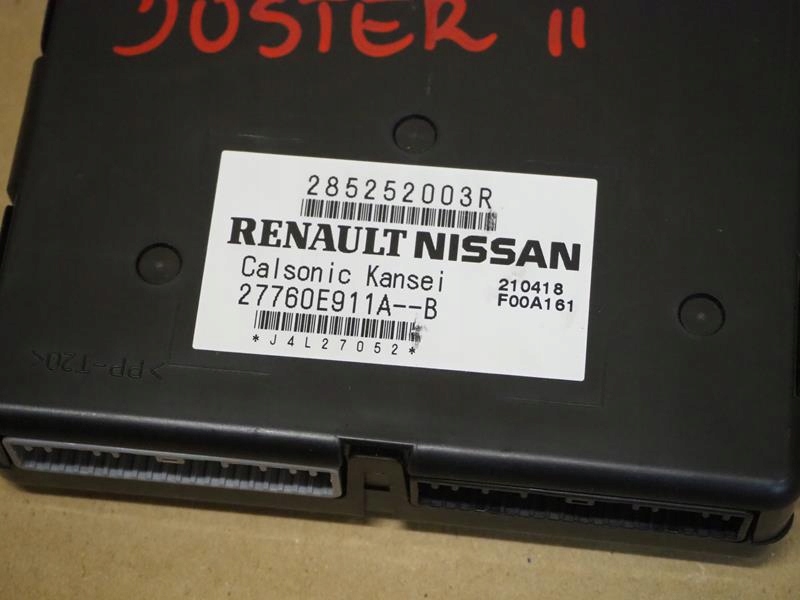 DUSTER II
285252003R
RENAULT NISSAN
Calsonic Kansei 210418
27760E911A--B F00A161
*J4L27052*
>PP-T20<